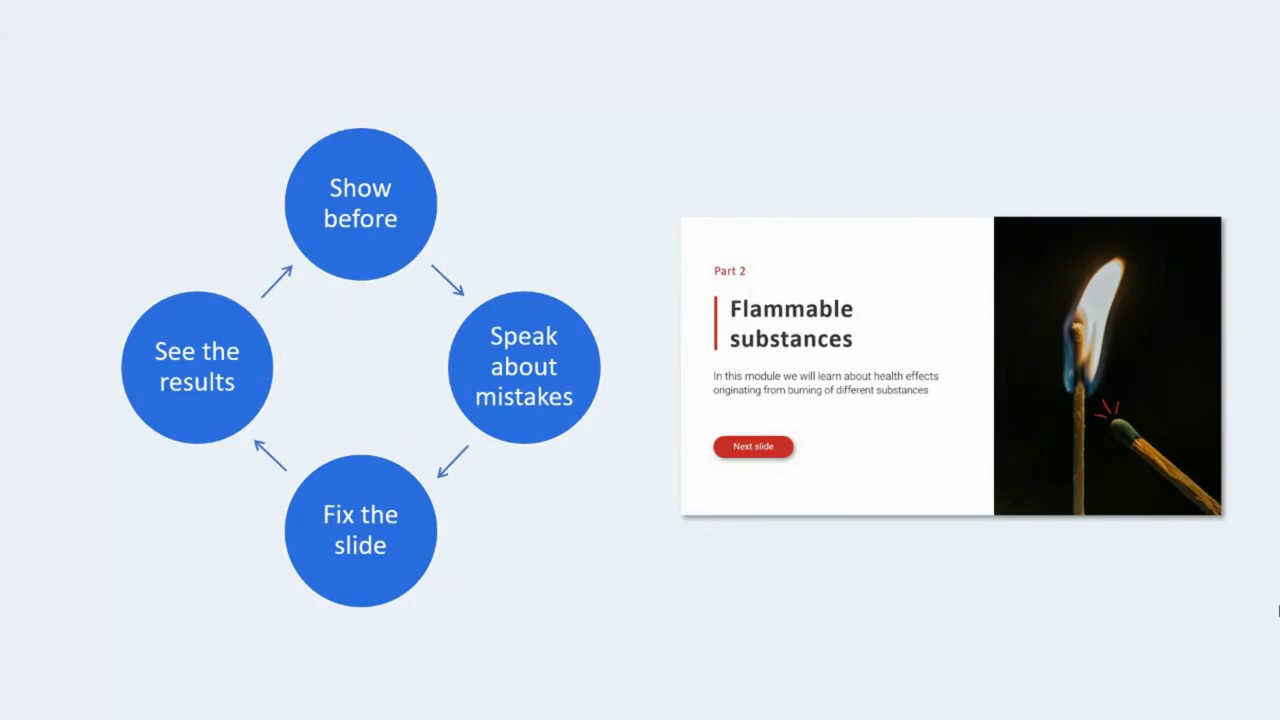 Show
before
Speak
about
mistakes
Fix the
slide
See the
results
Part 2
Flammable
substances
In this module we will learn about health effects
originating from burning of different substances
Next slide